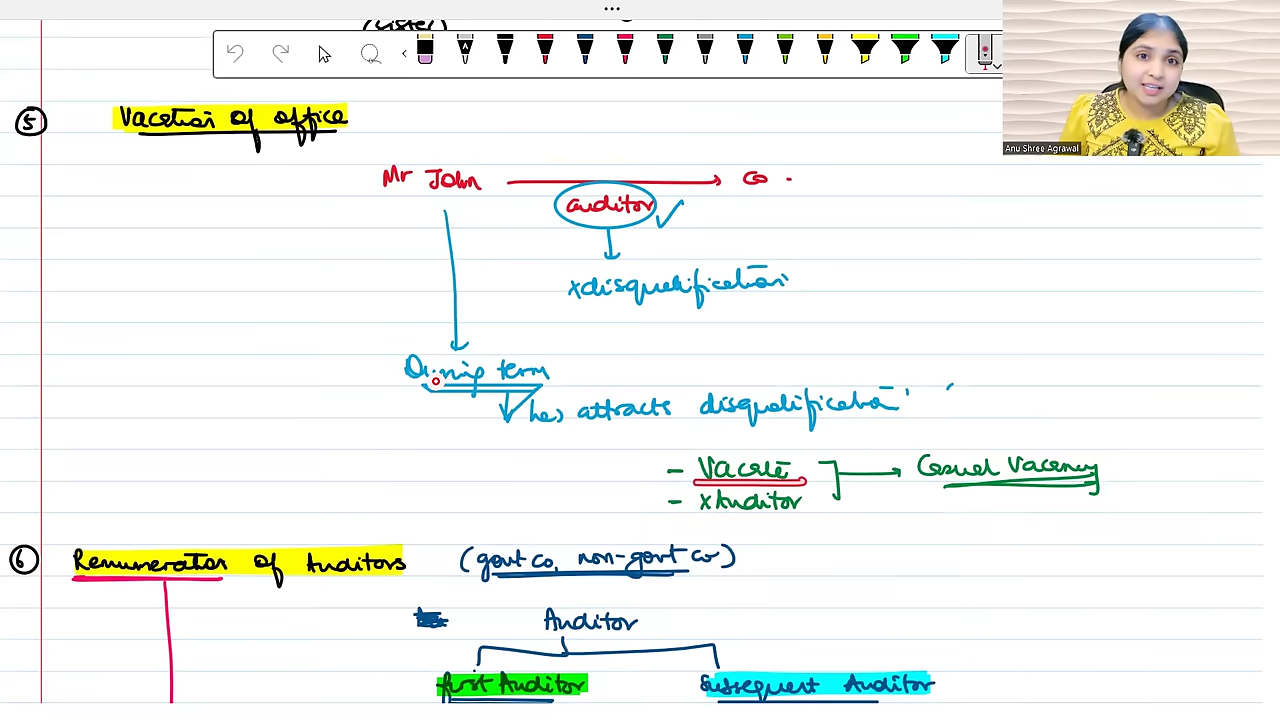 (sister)
Anu Shree Agrawal
5 Vacation of office
Mr John → co.
auditor ✓
x disqualification
During term
he attracts disqualification
- Vacate → Casual Vacancy
- x Auditor
6 Remuneration of Auditors (govt co, non-govt co)
Auditor
first Auditor Subsequent Auditor